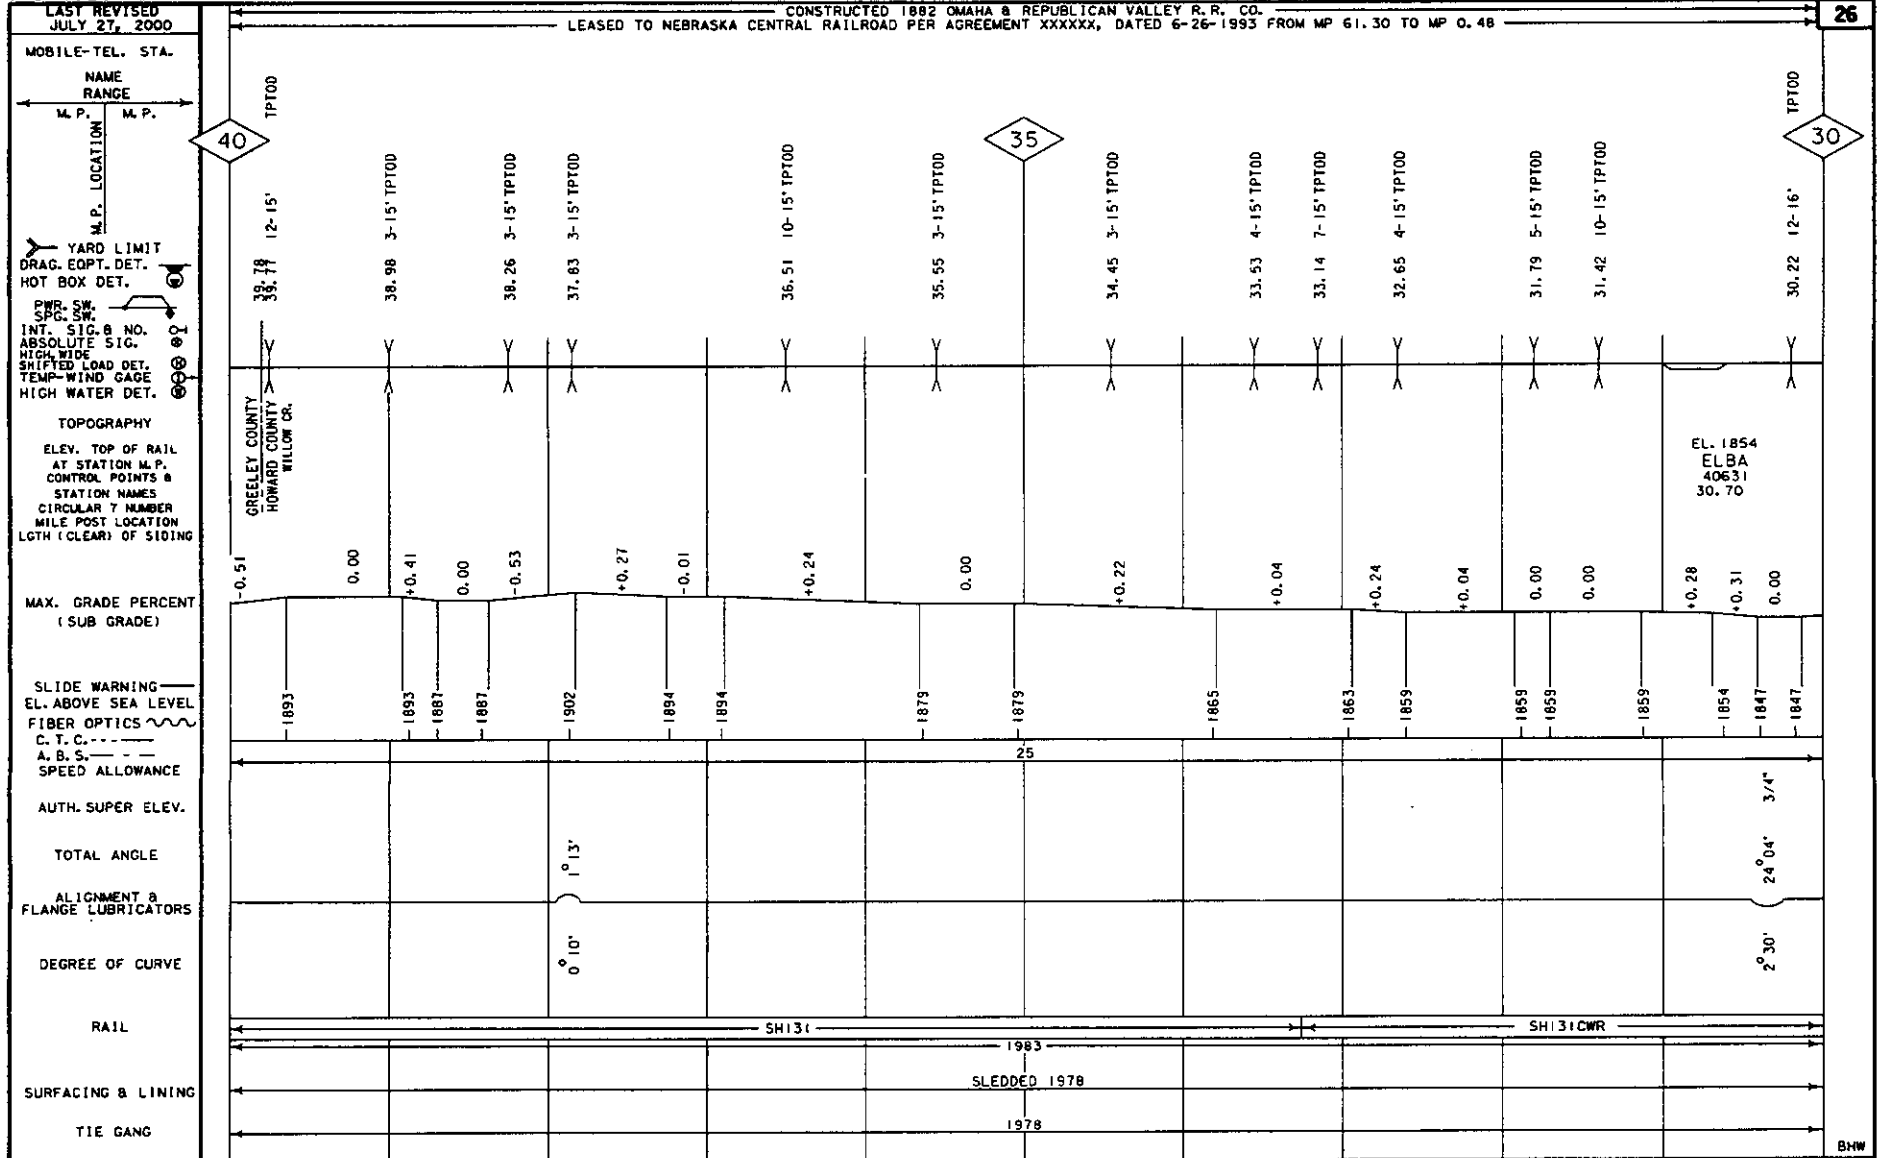 LAST REVISED
JULY 27, 2000
CONSTRUCTED 1882 OMAHA & REPUBLICAN VALLEY R. R. CO.
LEASED TO NEBRASKA CENTRAL RAILROAD PER AGREEMENT XXXXXX, DATED 6-26-1993 FROM MP 61.30 TO MP 0.48
26
MOBILE-TEL. STA.
NAME
RANGE
M. P. M. P.
M.P. LOCATION
YARD LIMIT
DRAG. EQPT. DET.
HOT BOX DET.
PWR. SW.
SPG. SW.
INT. SIG. & NO.
ABSOLUTE SIG.
HIGH, WIDE
SHIFTED LOAD DET.
TEMP-WIND GAGE
HIGH WATER DET.
TOPOGRAPHY
ELEV. TOP OF RAIL
AT STATION M. P.
CONTROL POINTS &
STATION NAMES
CIRCULAR 7 NUMBER
MILE POST LOCATION
LGTH (CLEAR) OF SIDING
MAX. GRADE PERCENT
(SUB GRADE)
SLIDE WARNING
EL. ABOVE SEA LEVEL
FIBER OPTICS
C. T. C.
A. B. S.
SPEED ALLOWANCE
AUTH. SUPER ELEV.
TOTAL ANGLE
ALIGNMENT &
FLANGE LUBRICATORS
DEGREE OF CURVE
RAIL
SURFACING & LINING
TIE GANG
40
35
30
39.78
39.77 12-15' TPTOD
38.98 3-15' TPTOD
38.26 3-15' TPTOD
37.83 3-15' TPTOD
36.51 10-15' TPTOD
35.55 3-15' TPTOD
34.45 3-15' TPTOD
33.53 4-15' TPTOD
33.14 7-15' TPTOD
32.65 4-15' TPTOD
31.79 5-15' TPTOD
31.42 10-15' TPTOD
30.22 12-16' TPTOD
GREELEY COUNTY
HOWARD COUNTY
WILLOW CR.
EL. 1854
ELBA
40631
30.70
-0.51
0.00
+0.41
0.00
-0.53
+0.27
-0.01
+0.24
0.00
+0.22
+0.04
+0.24
+0.04
0.00
0.00
+0.28
+0.31
0.00
1893
1893
1887
1887
1902
1894
1894
1879
1879
1865
1863
1859
1859
1859
1859
1854
1847
1847
25
3/4"
1° 13'
24° 04'
0° 10'
2° 30'
SH131
SH131CWR
1983
SLEDDED 1978
1978
BHW